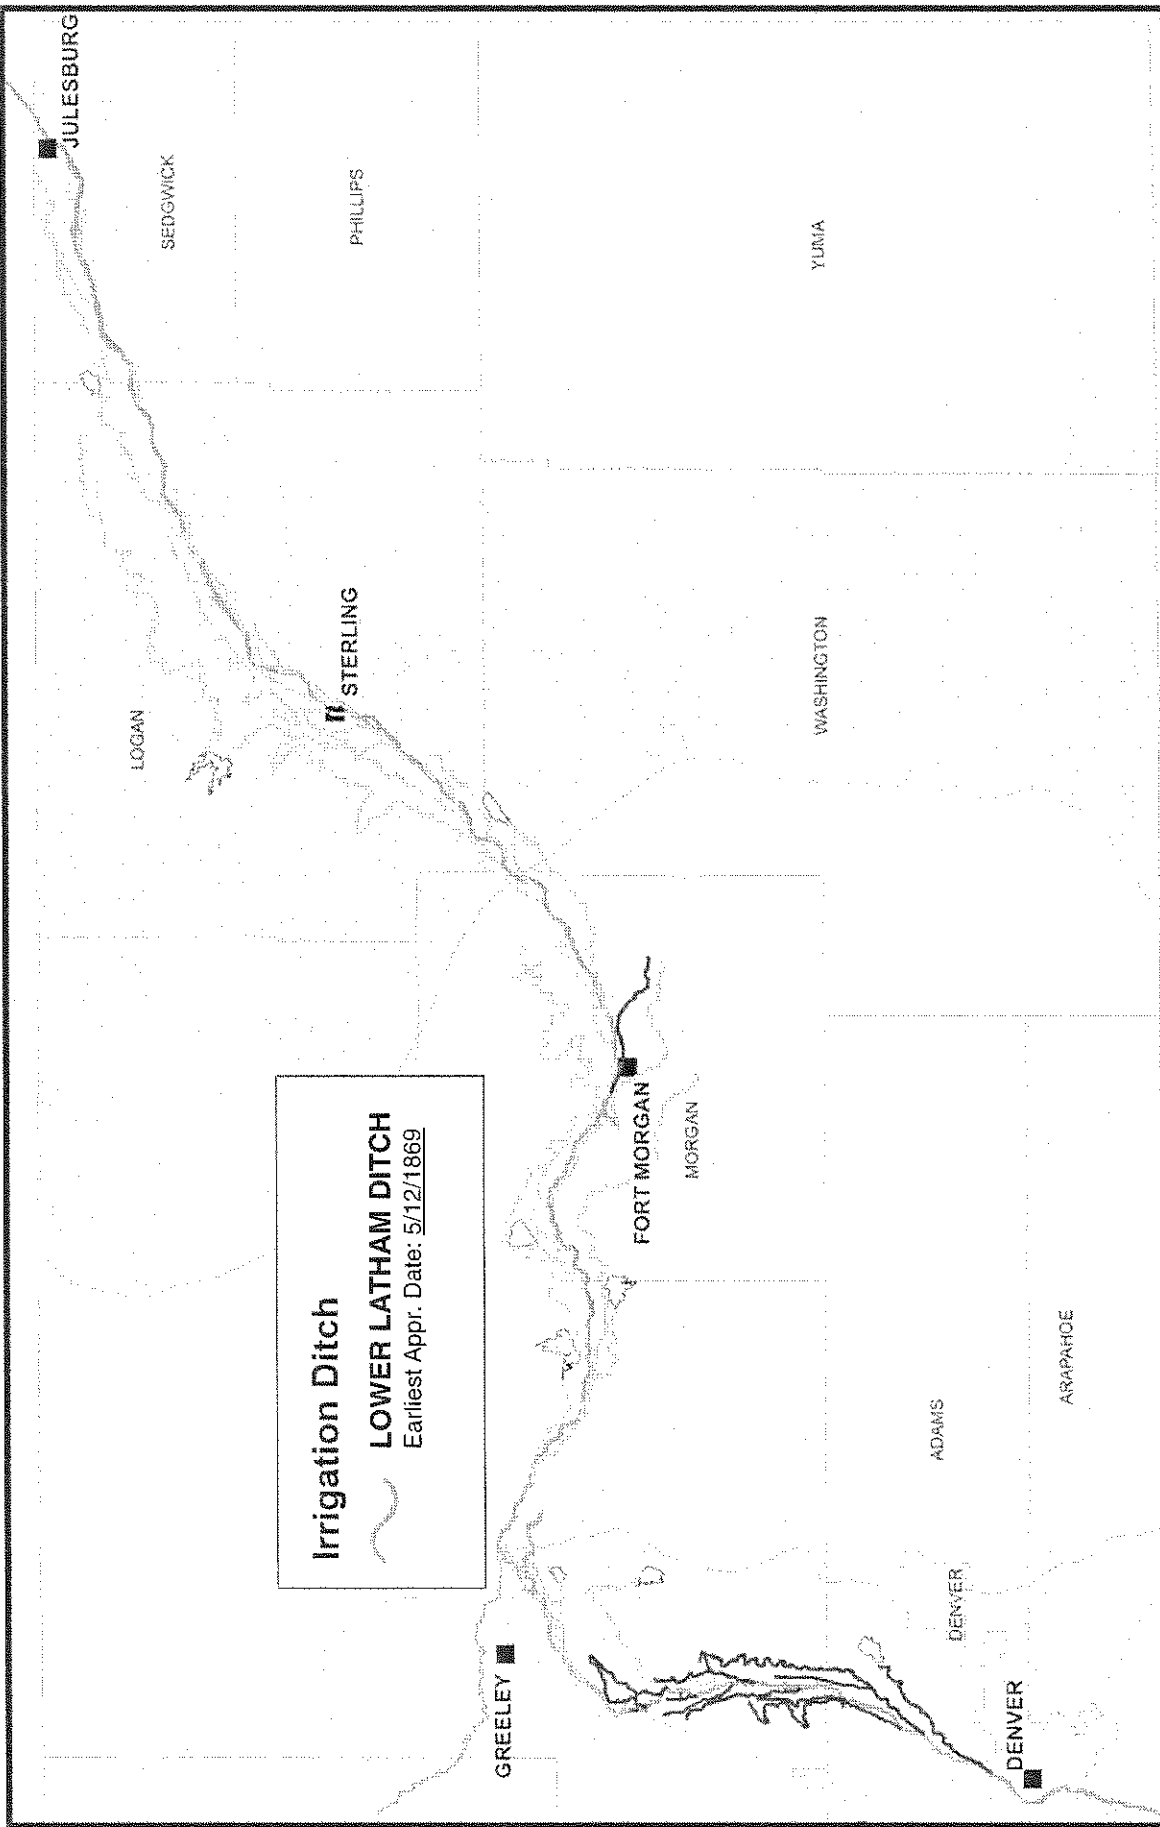 Irrigation Ditch
LOWER LATHAM DITCH
Earliest Appr. Date: 5/12/1869
JULESBURG
SEDGWICK
PHILLIPS
YUMA
LOGAN
STERLING
WASHINGTON
FORT MORGAN
MORGAN
GREELEY
ADAMS
ARAPAHOE
DENVER
DENVER